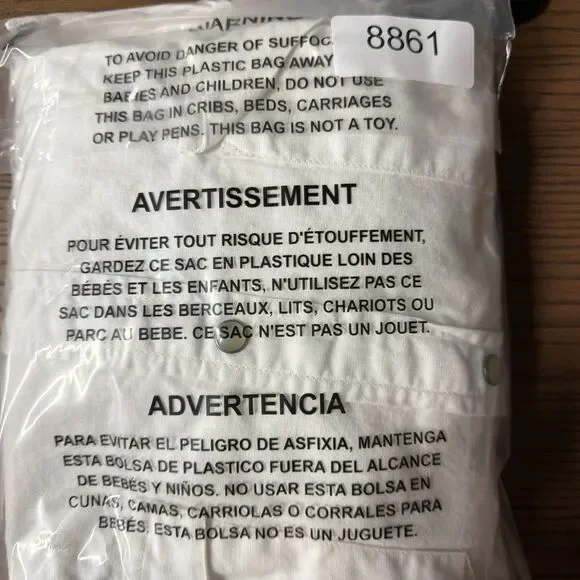 WARNING
8861
TO AVOID DANGER OF SUFFOC
KEEP THIS PLASTIC BAG AWAY
BABIES AND CHILDREN, DO NOT USE
THIS BAG IN CRIBS, BEDS, CARRIAGES
OR PLAY PENS. THIS BAG IS NOT A TOY.
AVERTISSEMENT
POUR ÉVITER TOUT RISQUE D'ÉTOUFFEMENT,
GARDEZ CE SAC EN PLASTIQUE LOIN DES
BÉBÉS ET LES ENFANTS, N'UTILISEZ PAS CE
SAC DANS LES BERCEAUX, LITS, CHARIOTS OU
PARC AU BEBE. CE SAC N'EST PAS UN JOUET.
ADVERTENCIA
PARA EVITAR EL PELIGRO DE ASFIXIA, MANTENGA
ESTA BOLSA DE PLASTICO FUERA DEL ALCANCE
DE BEBÉS Y NIÑOS. NO USAR ESTA BOLSA EN
CUNAS, CAMAS, CARRIOLAS O CORRALES PARA
BEBÉS, ESTA BOLSA NO ES UN JUGUETE.